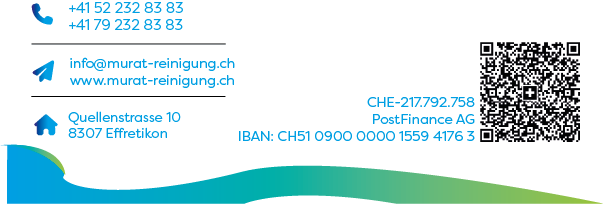 +41 52 232 83 83
+41 79 232 83 83
info@murat-reinigung.ch
www.murat-reinigung.ch
Quellenstrasse 10
8307 Effretikon
CHE-217.792.758
PostFinance AG
IBAN: CH51 0900 0000 1559 4176 3